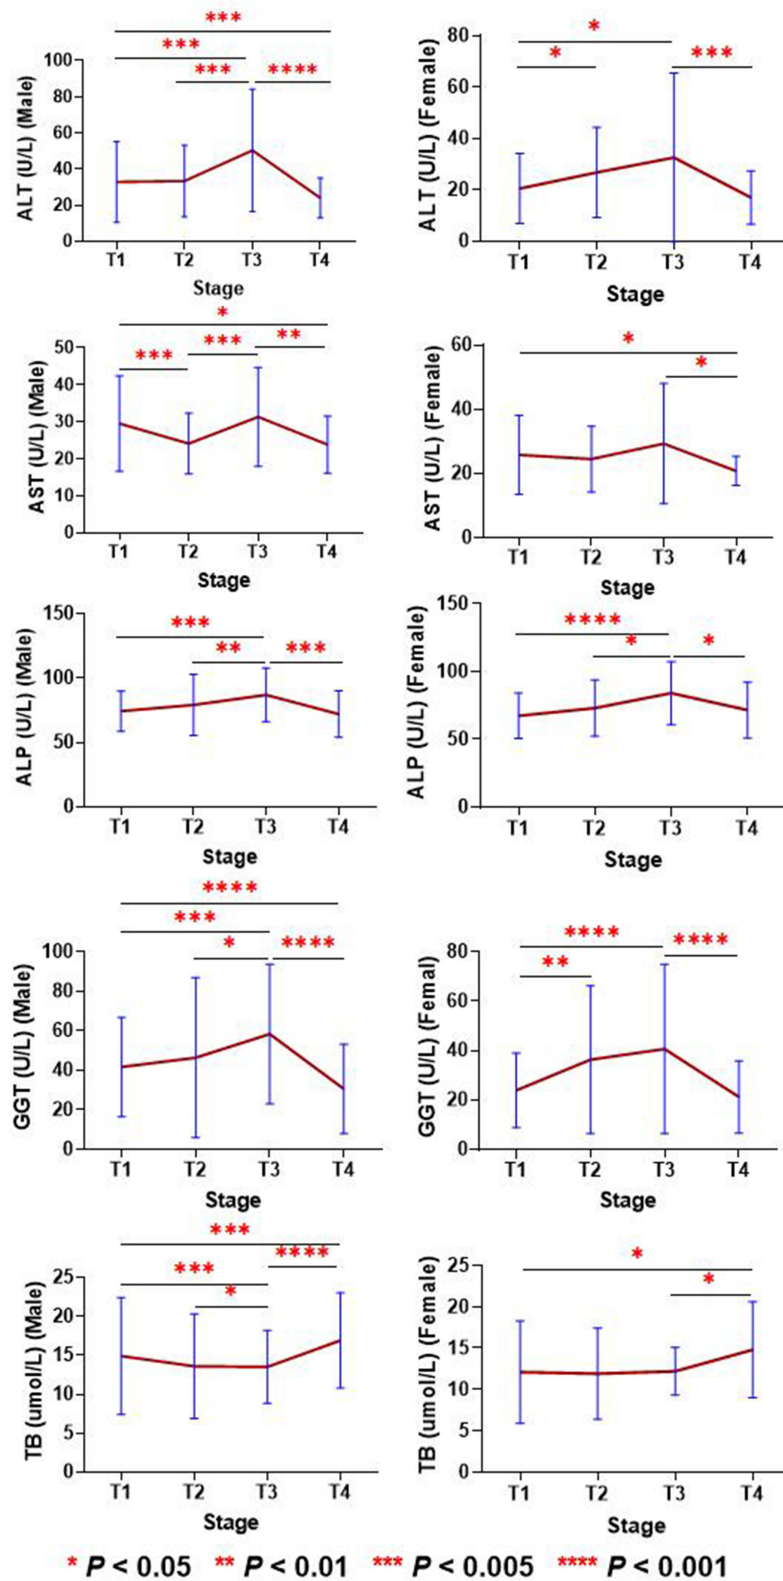 *** *** *** ****
ALT (U/L) (Male)
100
80
60
40
20
0
T1 T2 T3 T4
Stage
* * ***
ALT (U/L) (Female)
80
60
40
20
0
T1 T2 T3 T4
Stage
* *** *** **
AST (U/L) (Male)
50
40
30
20
10
0
T1 T2 T3 T4
Stage
* *
AST (U/L) (Female)
60
40
20
0
T1 T2 T3 T4
Stage
*** ** ***
ALP (U/L) (Male)
150
100
50
0
T1 T2 T3 T4
Stage
**** * *
ALP (U/L) (Female)
150
100
50
0
T1 T2 T3 T4
Stage
**** *** * ****
GGT (U/L) (Male)
100
80
60
40
20
0
T1 T2 T3 T4
Stage
**** ** ****
GGT (U/L) (Femal)
80
60
40
20
0
T1 T2 T3 T4
Stage
*** **** *** *
TB (umol/L) (Male)
25
20
15
10
5
0
T1 T2 T3 T4
Stage
* *
TB (umol/L) (Female)
25
20
15
10
5
0
T1 T2 T3 T4
Stage
* P < 0.05 ** P < 0.01 *** P < 0.005 **** P < 0.001